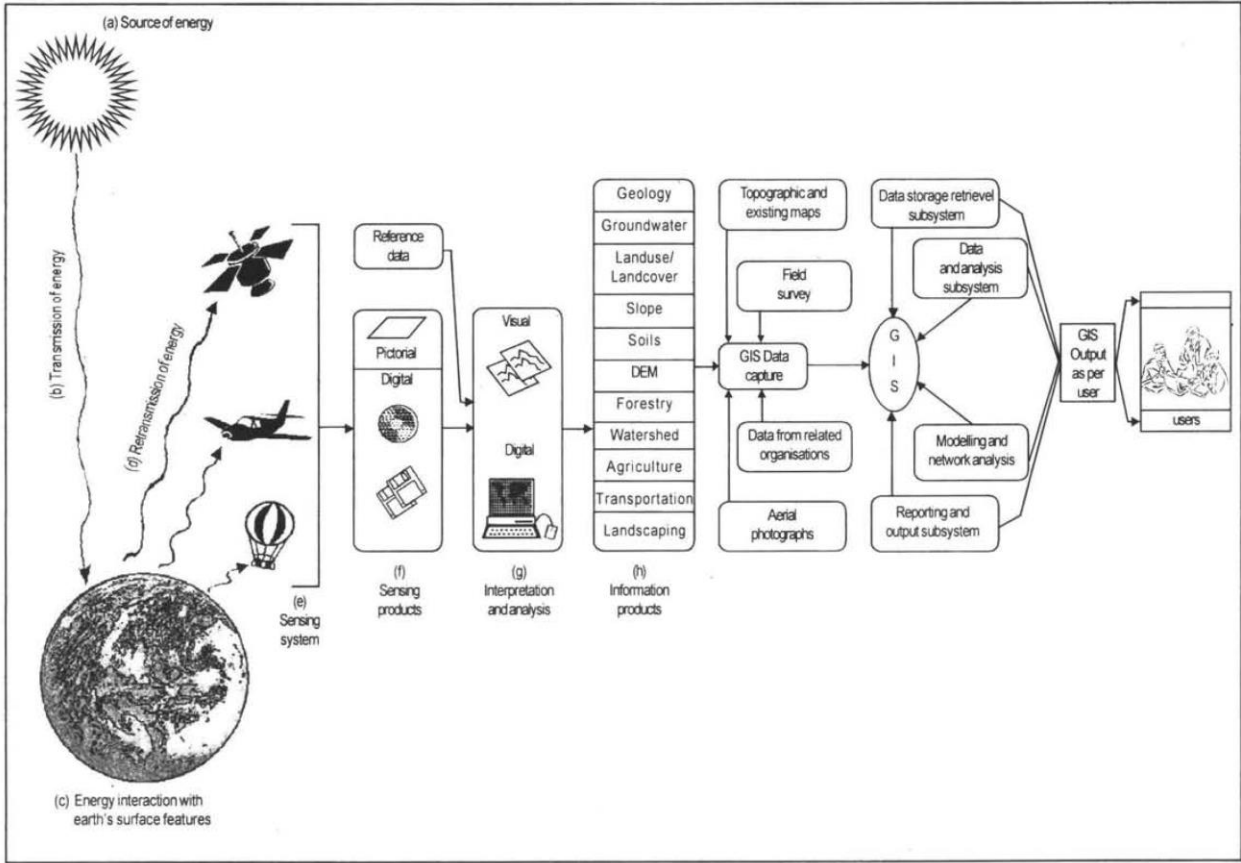 (a) Source of energy
(b) Transmission of energy
(d) Retransmission of energy
(c) Energy interaction with
earth's surface features
(e)
Sensing
system
Reference
data
Pictorial
Digital
(f)
Sensing
products
Visual
Digital
(g)
Interpretation
and analysis
Geology
Groundwater
Landuse/
Landcover
Slope
Soils
DEM
Forestry
Watershed
Agriculture
Transportation
Landscaping
(h)
Information
products
Topographic and
existing maps
Field
survey
GIS Data
capture
Data from related
organisations
Aerial
photographs
Data storage retrievel
subsystem
Data
and analysis
subsystem
G
I
S
Modelling and
network analysis
Reporting and
output subsystem
GIS
Output
as per
user
users